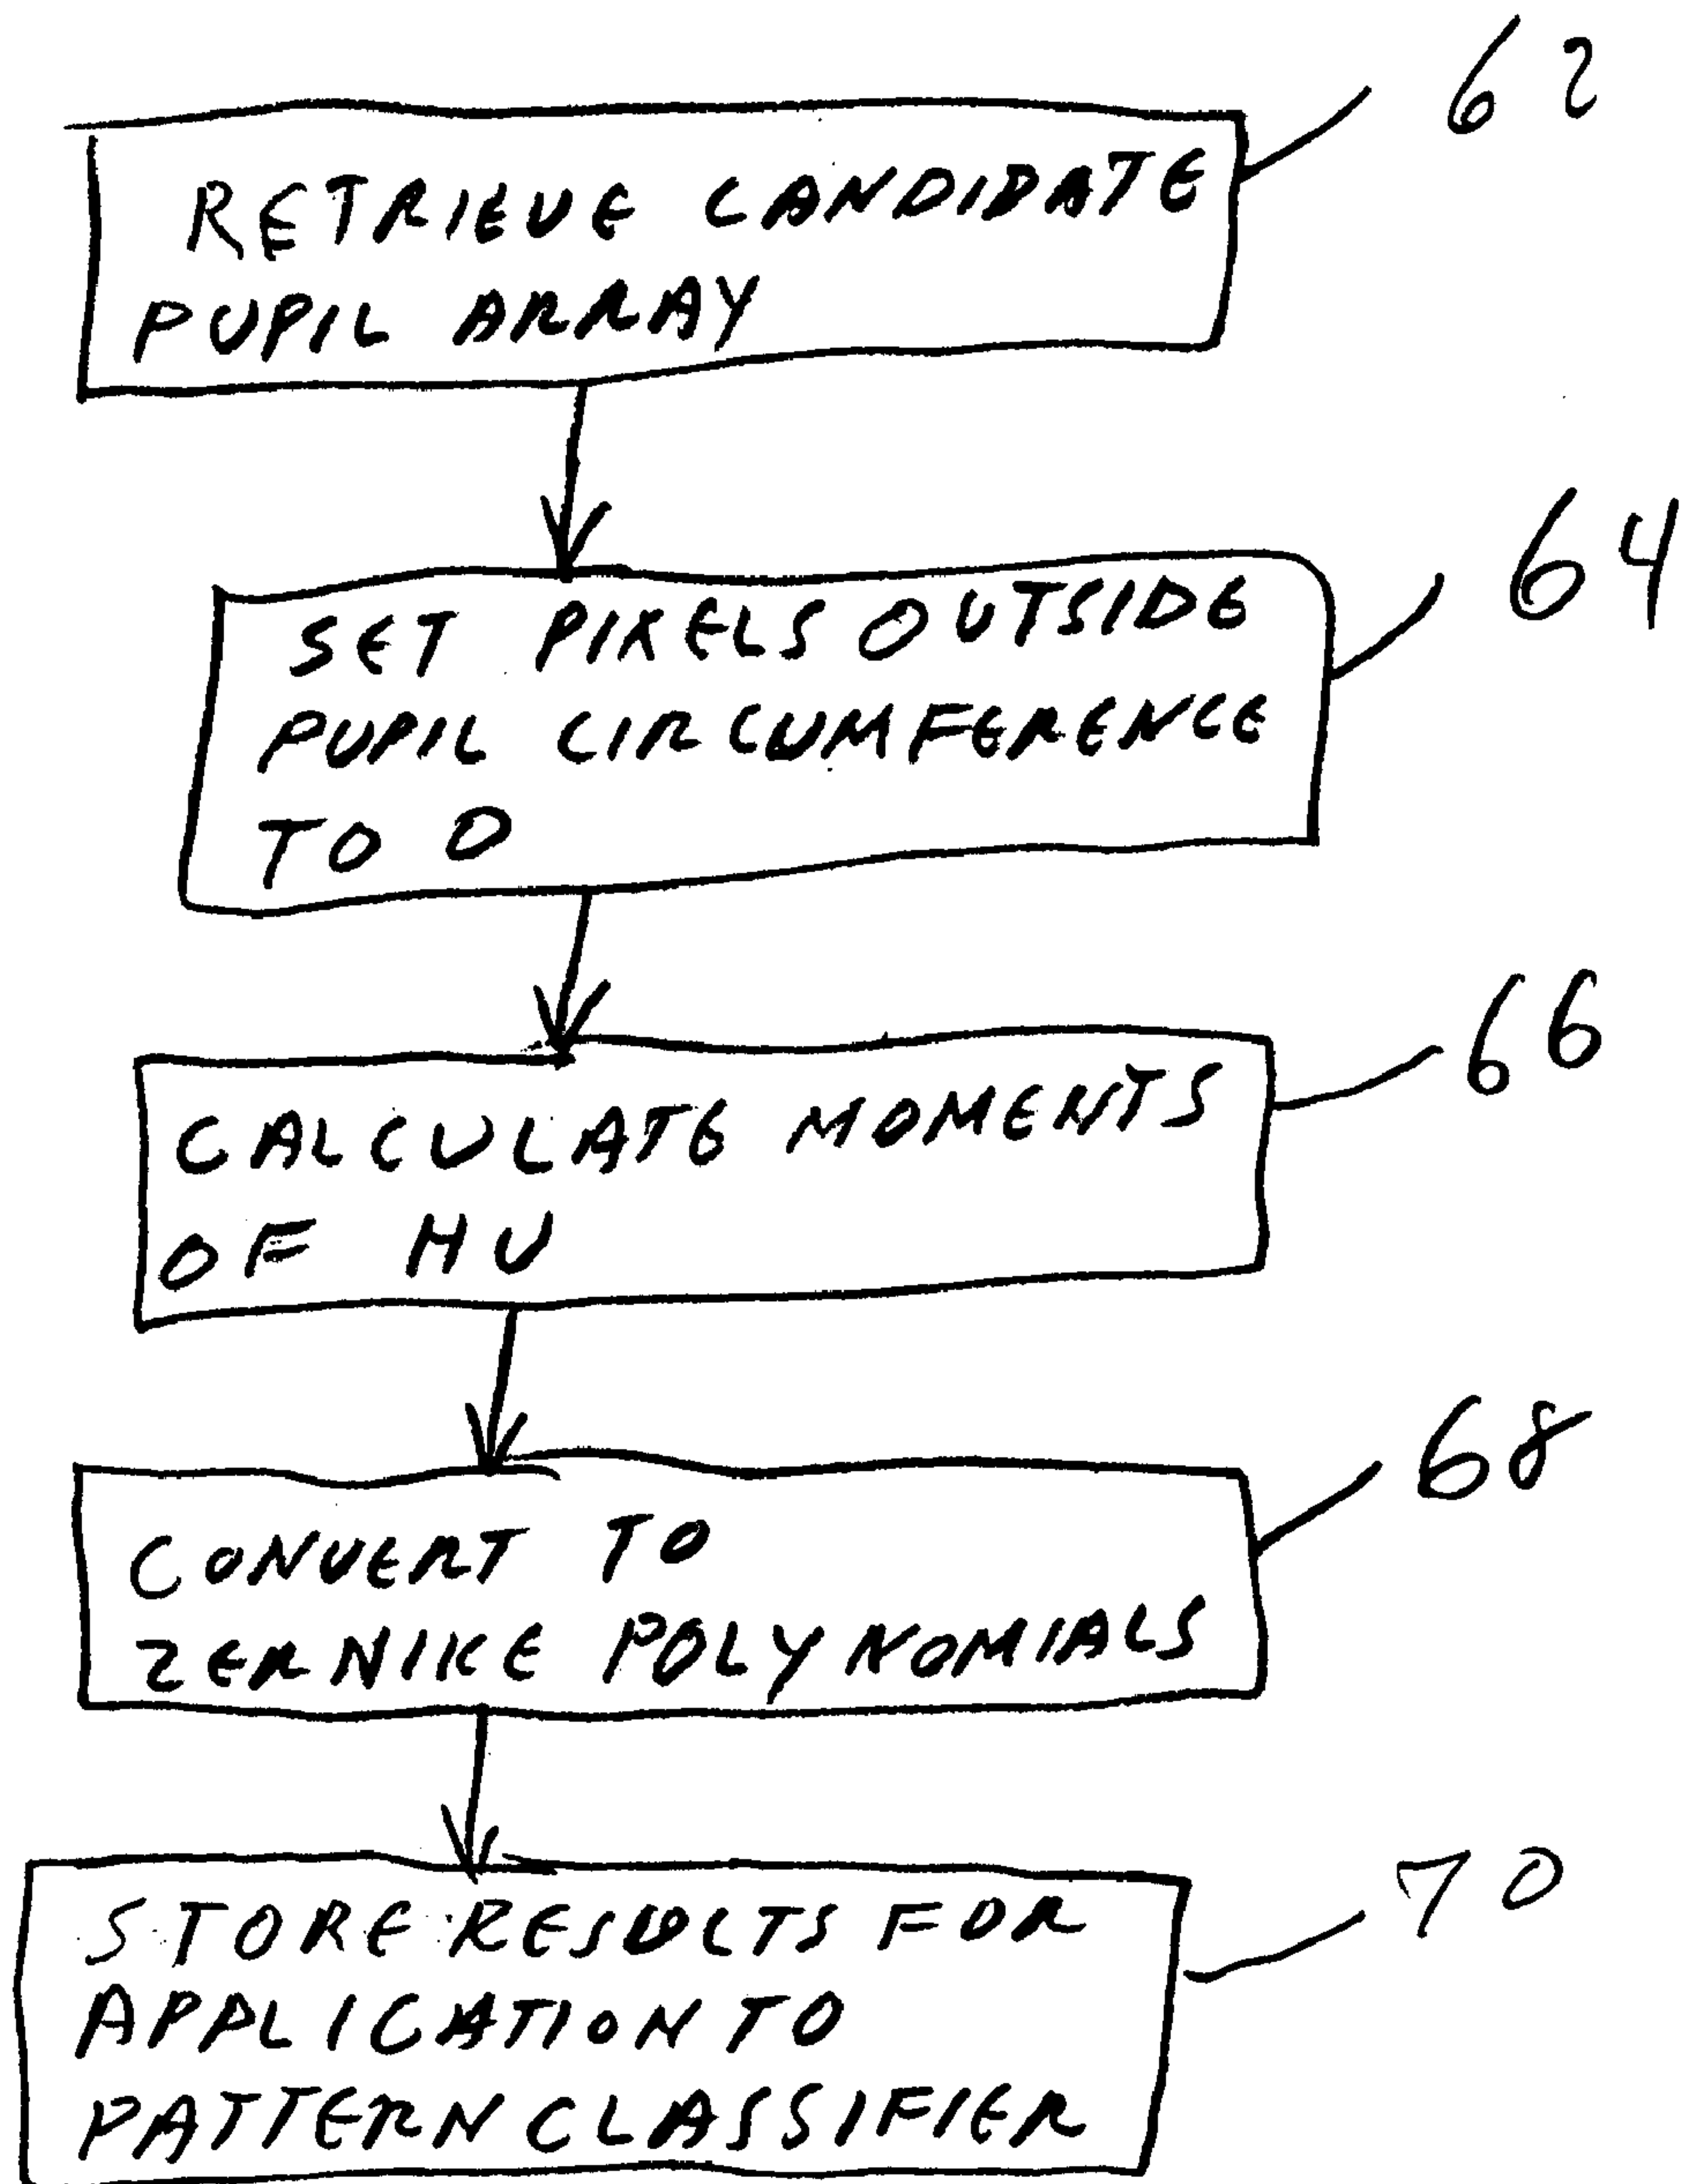 62
RETRIEVE CANDIDATE
PUPIL ARRAY
64
SET PIXELS OUTSIDE
PUPIL CIRCUMFERENCE
TO 0
66
CALCULATE MOMENTS
OF HU
68
CONVERT TO
ZERNIKE POLYNOMIALS
70
STORE RESULTS FOR
APPLICATION TO
PATTERN CLASSIFIER